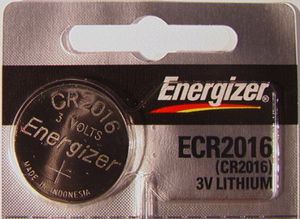 CR2016
3 VOLTS
Energizer
MADE IN INDONESIA
Energizer
ECR2016
(CR2016)
3V LITHIUM